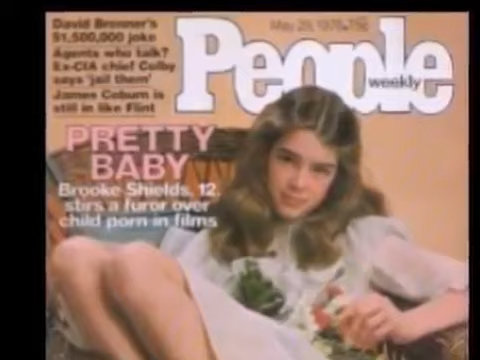 David Brenner's
$1,500,000 joke
Agents who talk?
Ex-CIA chief Colby
says 'jail them'
James Coburn is
still in like Flint
May 29, 1978 75¢
People
weekly
PRETTY
BABY
Brooke Shields, 12,
stirs a furor over
child porn in films